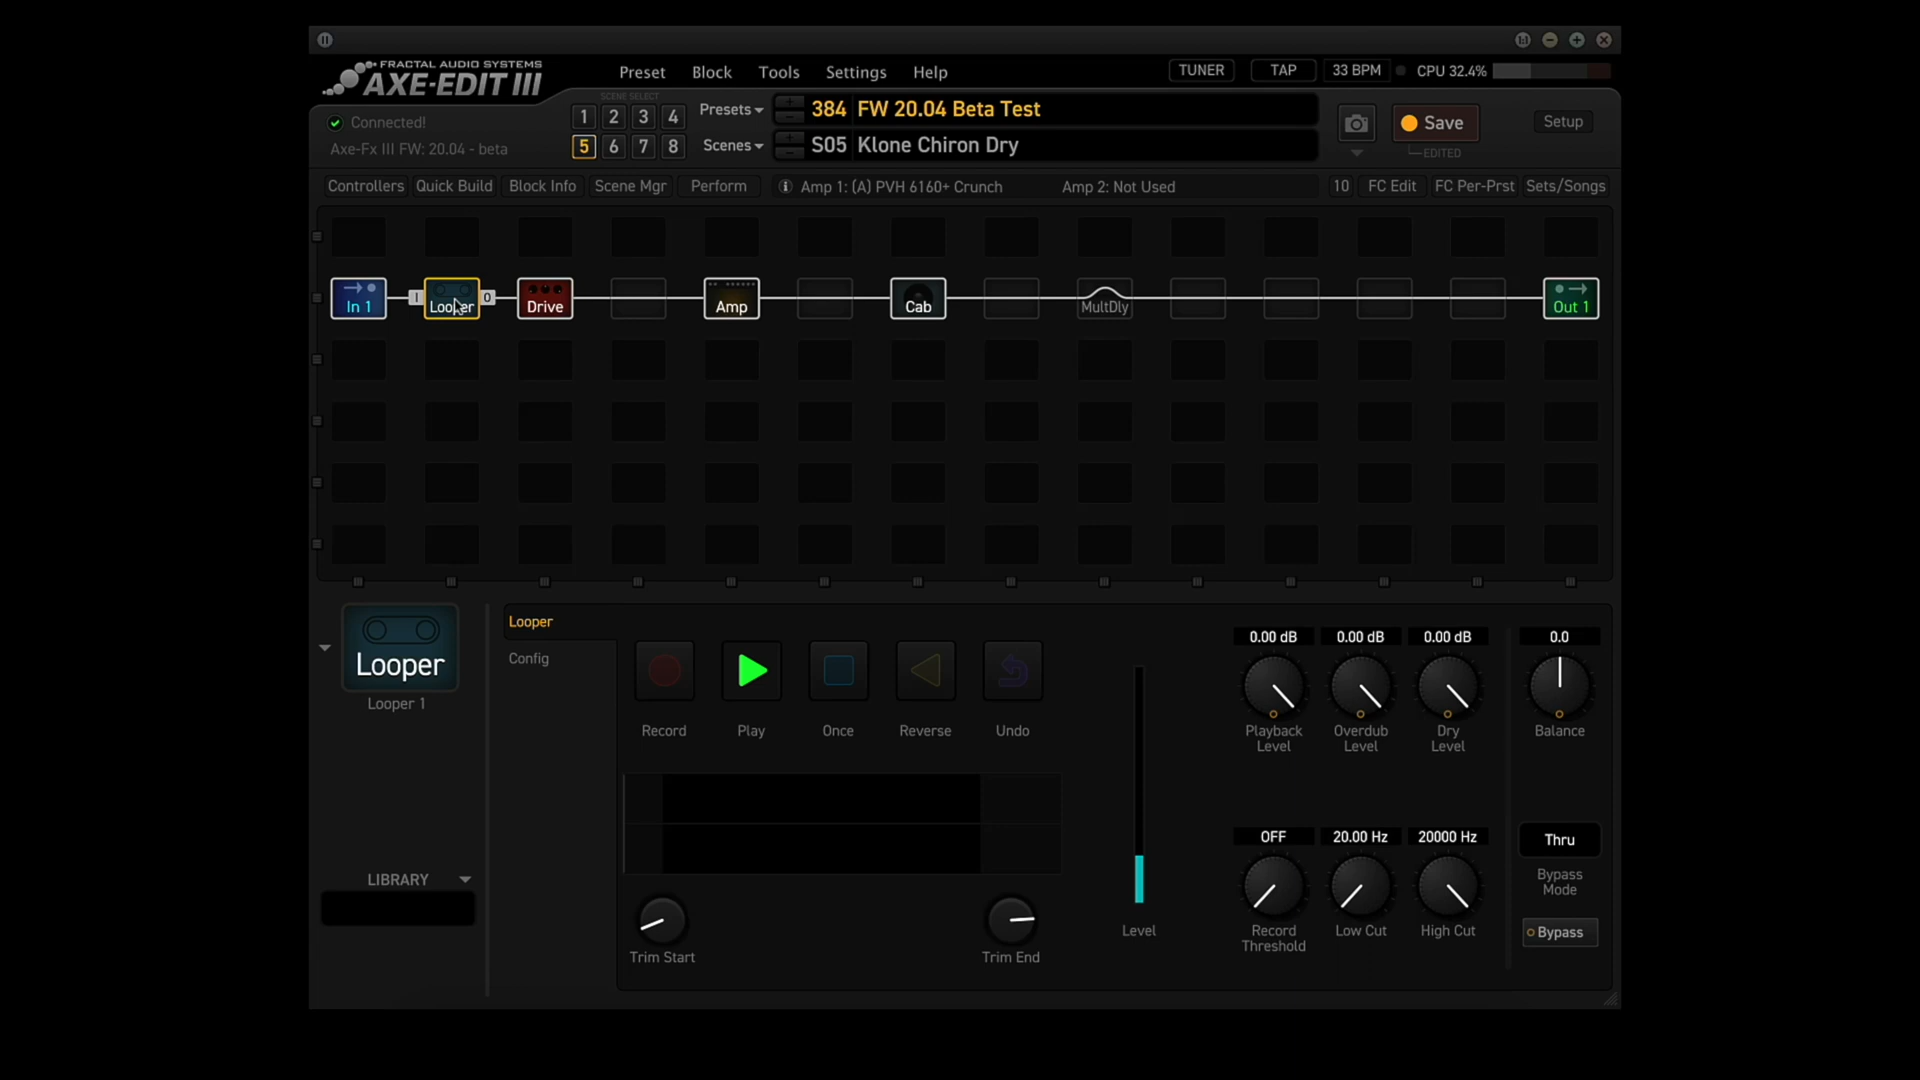 FRACTAL AUDIO SYSTEMS
AXE-EDIT III
Preset Block Tools Settings Help
TUNER TAP 33 BPM CPU 32.4%
SCENE SELECT
1 2 3 4
5 6 7 8
Presets 384 FW 20.04 Beta Test
Scenes S05 Klone Chiron Dry
Save
EDITED
Setup
Connected!
Axe-Fx III FW: 20.04 - beta
Controllers Quick Build Block Info Scene Mgr Perform Amp 1: (A) PVH 6160+ Crunch Amp 2: Not Used 10 FC Edit FC Per-Prst Sets/Songs
In 1 I Looper O Drive Amp Cab MultDly Out 1
Looper
Looper 1
LIBRARY
Looper
Config
Record Play Once Reverse Undo
Trim Start Trim End
Level
0.00 dB 0.00 dB 0.00 dB 0.0
Playback Level
Overdub Level
Dry Level
Balance
OFF 20.00 Hz 20000 Hz Thru
Record Threshold
Low Cut
High Cut
Bypass Mode
Bypass